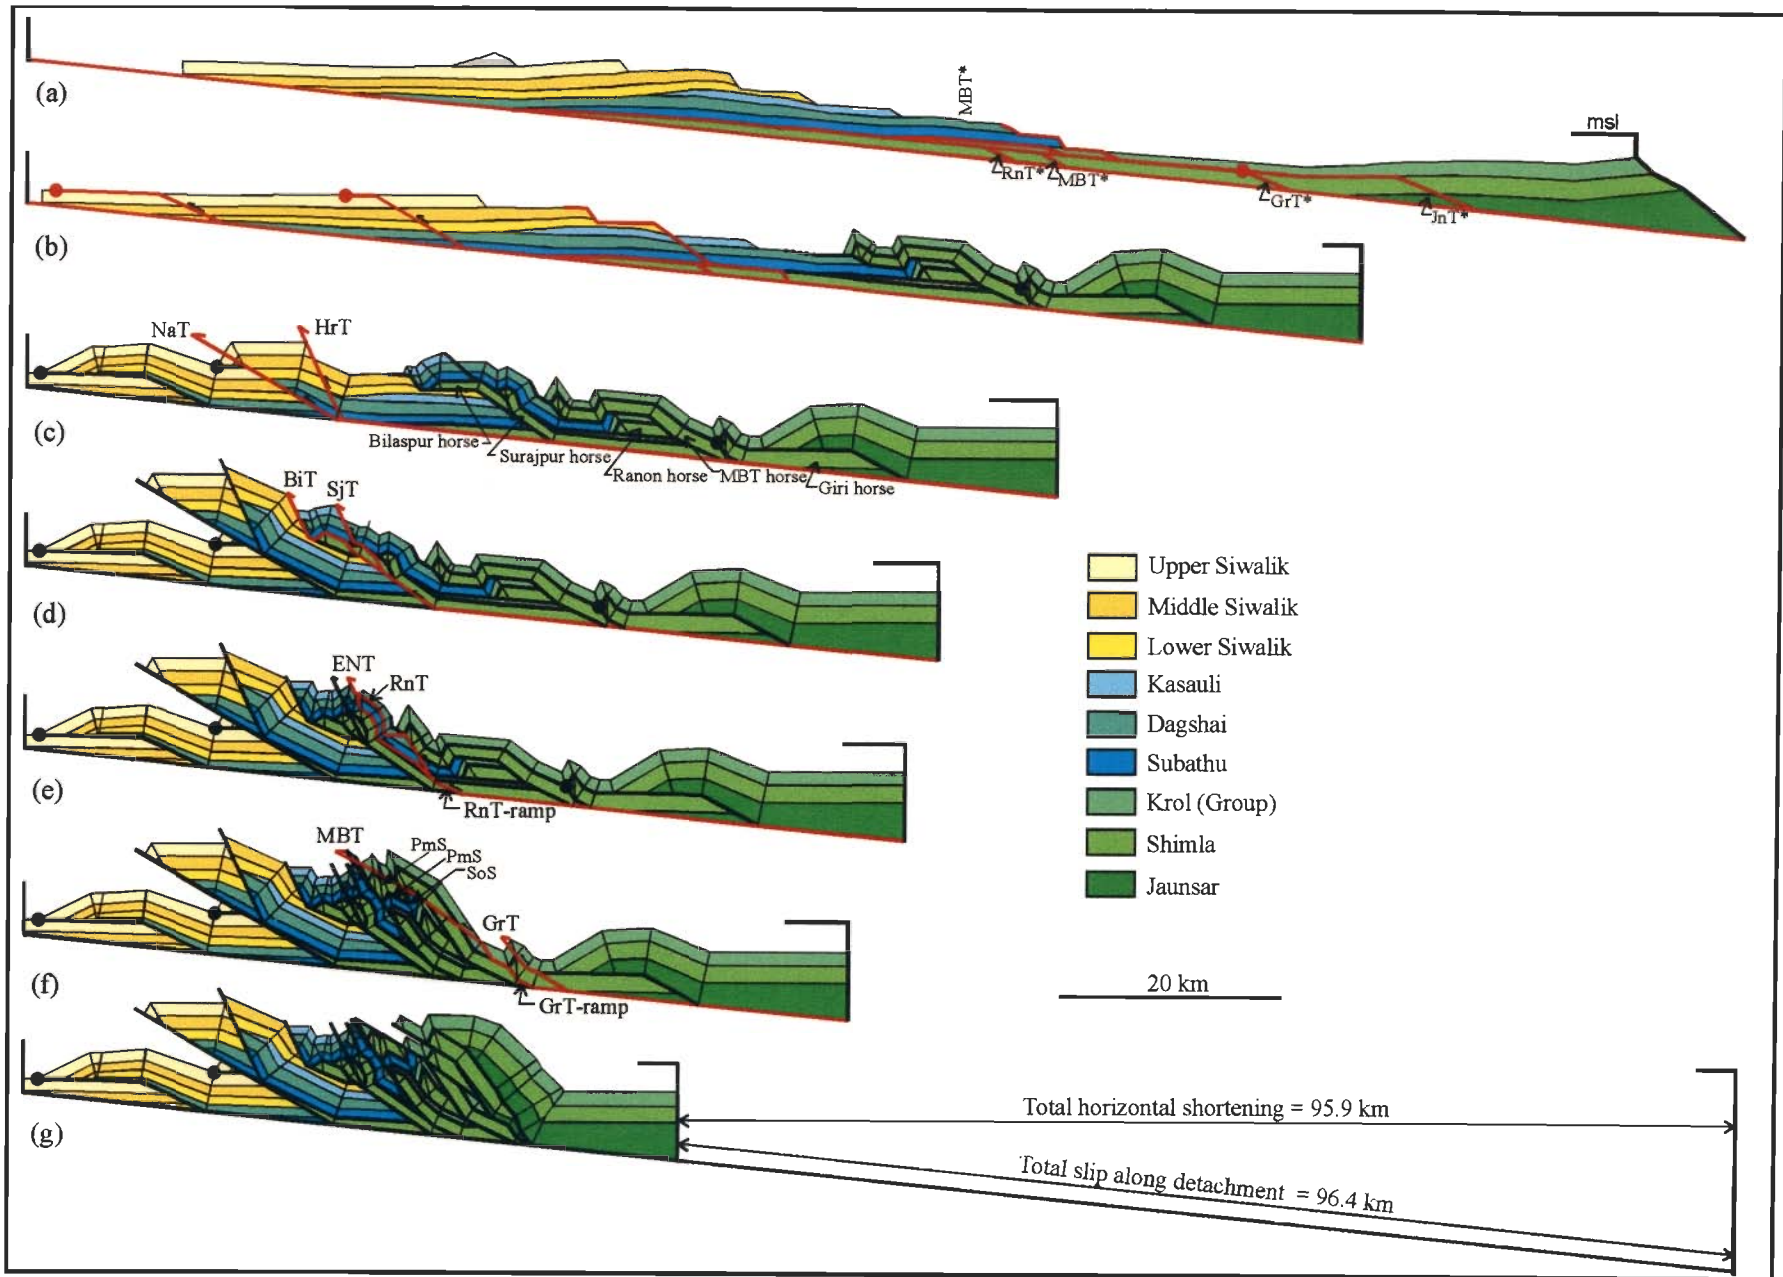 (a)
MBT*
msl
RnT*
MBT*
GrT*
JnT*
(b)
NaT
HrT
(c)
Bilaspur horse
Surajpur horse
Ranon horse
MBT horse
Giri horse
BiT
SjT
(d)
Upper Siwalik
Middle Siwalik
Lower Siwalik
Kasauli
Dagshai
Subathu
Krol (Group)
Shimla
Jaunsar
ENT
RnT
(e)
RnT-ramp
MBT
PmS
PmS
SoS
GrT
(f)
GrT-ramp
20 km
(g)
Total horizontal shortening = 95.9 km
Total slip along detachment = 96.4 km